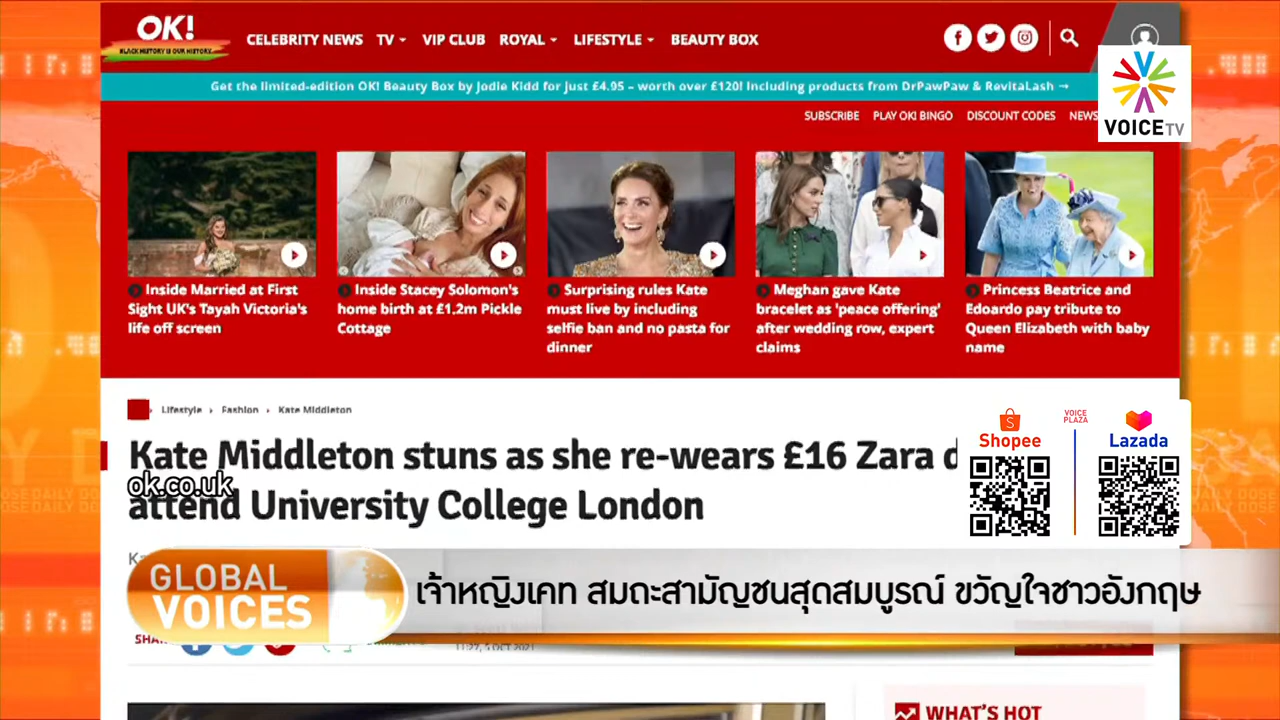 OK!
BLACK HISTORY IS OUR HISTORY
CELEBRITY NEWS TV VIP CLUB ROYAL LIFESTYLE BEAUTY BOX
Get the limited-edition OK! Beauty Box by Jodie Kidd for just £4.95 – worth over £120! Including products from DrPawPaw & RevitaLash →
VOICE TV
SUBSCRIBE PLAY OK! BINGO DISCOUNT CODES NEWS
Inside Married at First
Sight UK's Tayah Victoria's
life off screen
Inside Stacey Solomon's
home birth at £1.2m Pickle
Cottage
Surprising rules Kate
must live by including
selfie ban and no pasta for
dinner
Meghan gave Kate
bracelet as 'peace offering'
after wedding row, expert
claims
Princess Beatrice and
Edoardo pay tribute to
Queen Elizabeth with baby
name
Lifestyle › Fashion › Kate Middleton
Kate Middleton stuns as she re-wears £16 Zara d
attend University College London
ok.co.uk
Shopee
VOICE
PLAZA
Lazada
GLOBAL
VOICES
เจ้าหญิงเคท สมถะสามัญชนสุดสมบูรณ์ ขวัญใจชาวอังกฤษ
WHAT'S HOT